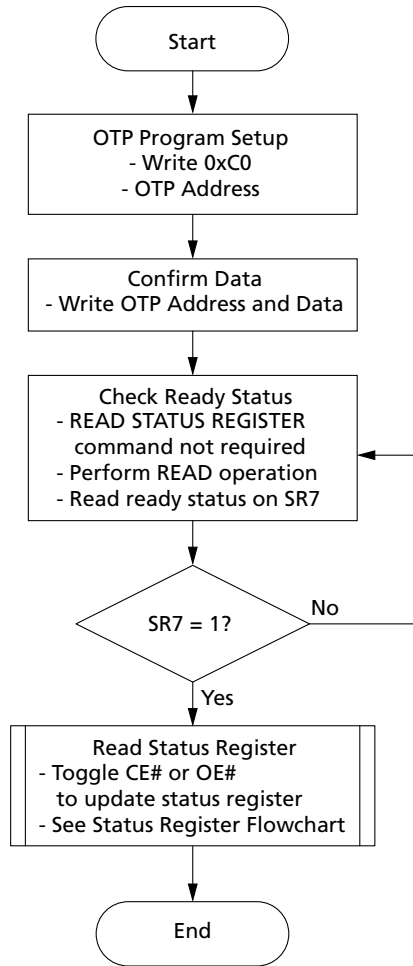 Start
OTP Program Setup
- Write 0xC0
- OTP Address
Confirm Data
- Write OTP Address and Data
Check Ready Status
- READ STATUS REGISTER
command not required
- Perform READ operation
- Read ready status on SR7
SR7 = 1?
No
Yes
Read Status Register
- Toggle CE# or OE#
to update status register
- See Status Register Flowchart
End